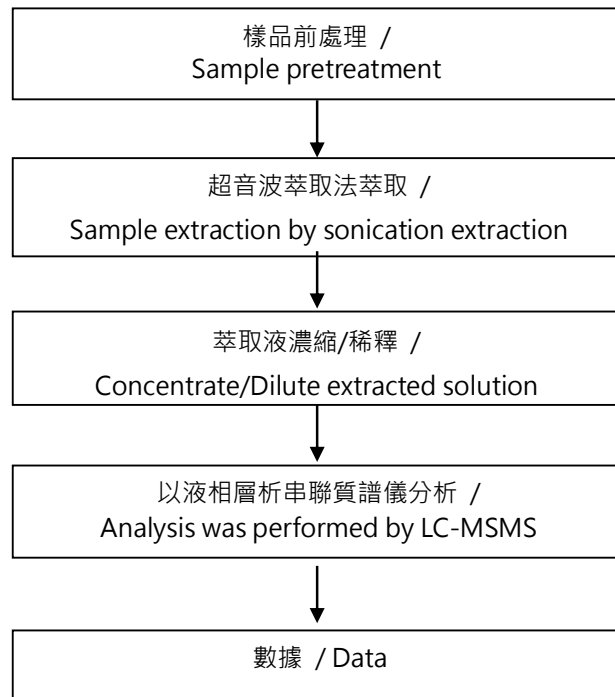 樣品前處理 /
Sample pretreatment
超音波萃取法萃取 /
Sample extraction by sonication extraction
萃取液濃縮/稀釋 /
Concentrate/Dilute extracted solution
以液相層析串聯質譜儀分析 /
Analysis was performed by LC-MSMS
數據 / Data